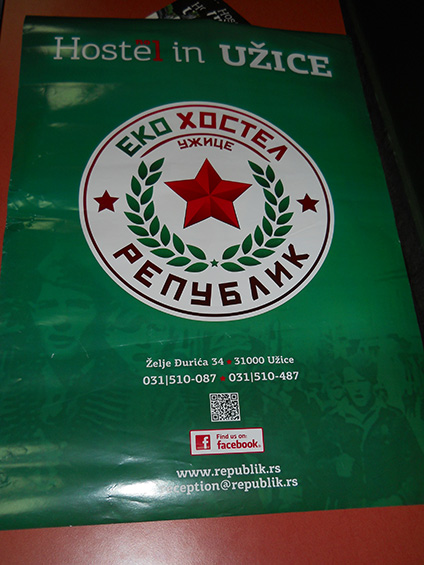 Hostel in UŽICE
ЕКО ХОСТЕЛ
УЖИЦЕ
РЕПУБЛИК
Želje Đurića 34 • 31000 Užice
031|510-087 • 031|510-487
Find us on
facebook
www.republik.rs
reception@republik.rs